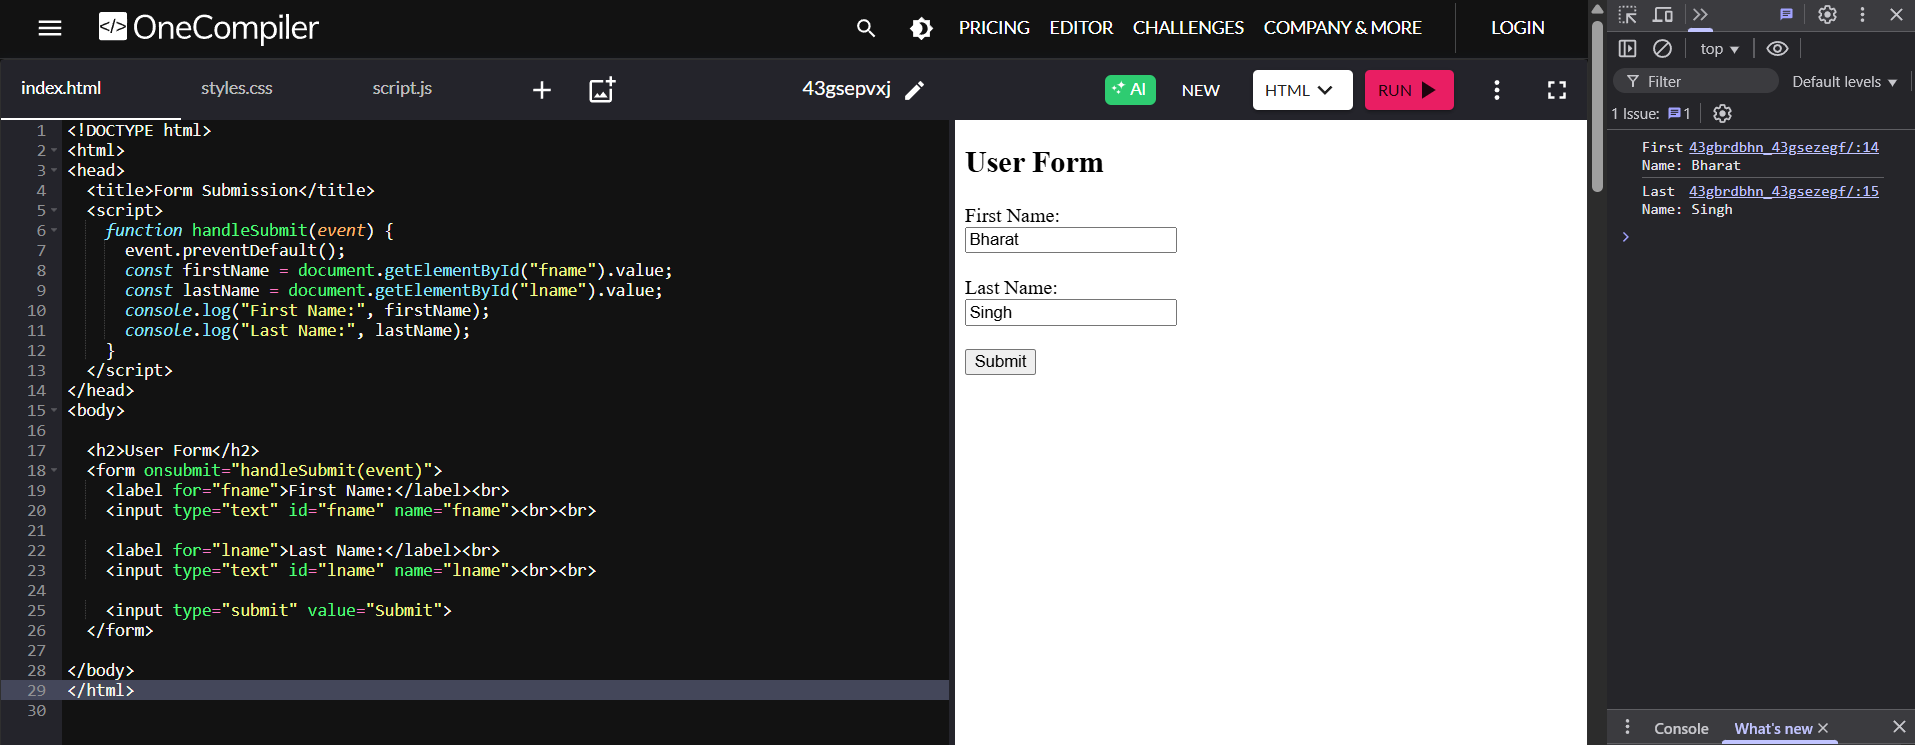 OneCompiler
PRICING EDITOR CHALLENGES COMPANY & MORE LOGIN
index.html styles.css script.js
43gsepvxj AI NEW HTML RUN
1 <!DOCTYPE html>
2 <html>
3 <head>
4   <title>Form Submission</title>
5   <script>
6     function handleSubmit(event) {
7       event.preventDefault();
8       const firstName = document.getElementById("fname").value;
9       const lastName = document.getElementById("lname").value;
10       console.log("First Name:", firstName);
11       console.log("Last Name:", lastName);
12     }
13   </script>
14 </head>
15 <body>
16
17   <h2>User Form</h2>
18   <form onsubmit="handleSubmit(event)">
19     <label for="fname">First Name:</label><br>
20     <input type="text" id="fname" name="fname"><br><br>
21
22     <label for="lname">Last Name:</label><br>
23     <input type="text" id="lname" name="lname"><br><br>
24
25     <input type="submit" value="Submit">
26   </form>
27
28 </body>
29 </html>
30
User Form
First Name:
Bharat
Last Name:
Singh
Submit
top
Filter Default levels
1 Issue: 1
First 43gbrdbhn_43gsezegf/:14
Name: Bharat
Last 43gbrdbhn_43gsezegf/:15
Name: Singh
Console What's new